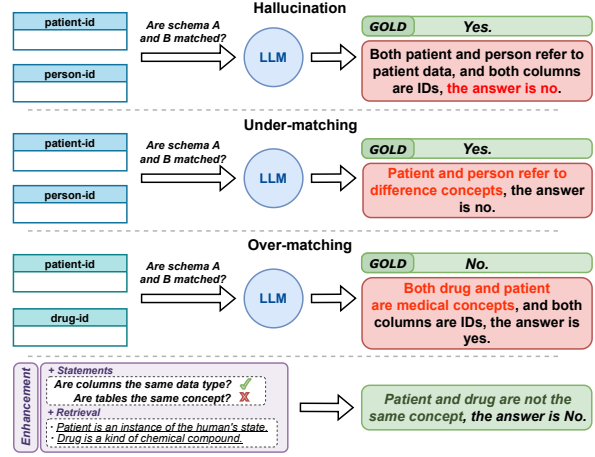 Hallucination
patient-id
person-id
Are schema A
and B matched?
LLM
GOLD Yes.
Both patient and person refer to
patient data, and both columns
are IDs, the answer is no.
Under-matching
patient-id
person-id
Are schema A
and B matched?
LLM
GOLD Yes.
Patient and person refer to
difference concepts, the answer
is no.
Over-matching
patient-id
drug-id
Are schema A
and B matched?
LLM
GOLD No.
Both drug and patient
are medical concepts, and both
columns are IDs, the answer is
yes.
Enhancement
+ Statements
Are columns the same data type?
Are tables the same concept?
+ Retrieval
· Patient is an instance of the human's state.
· Drug is a kind of chemical compound.
Patient and drug are not the
same concept, the answer is No.